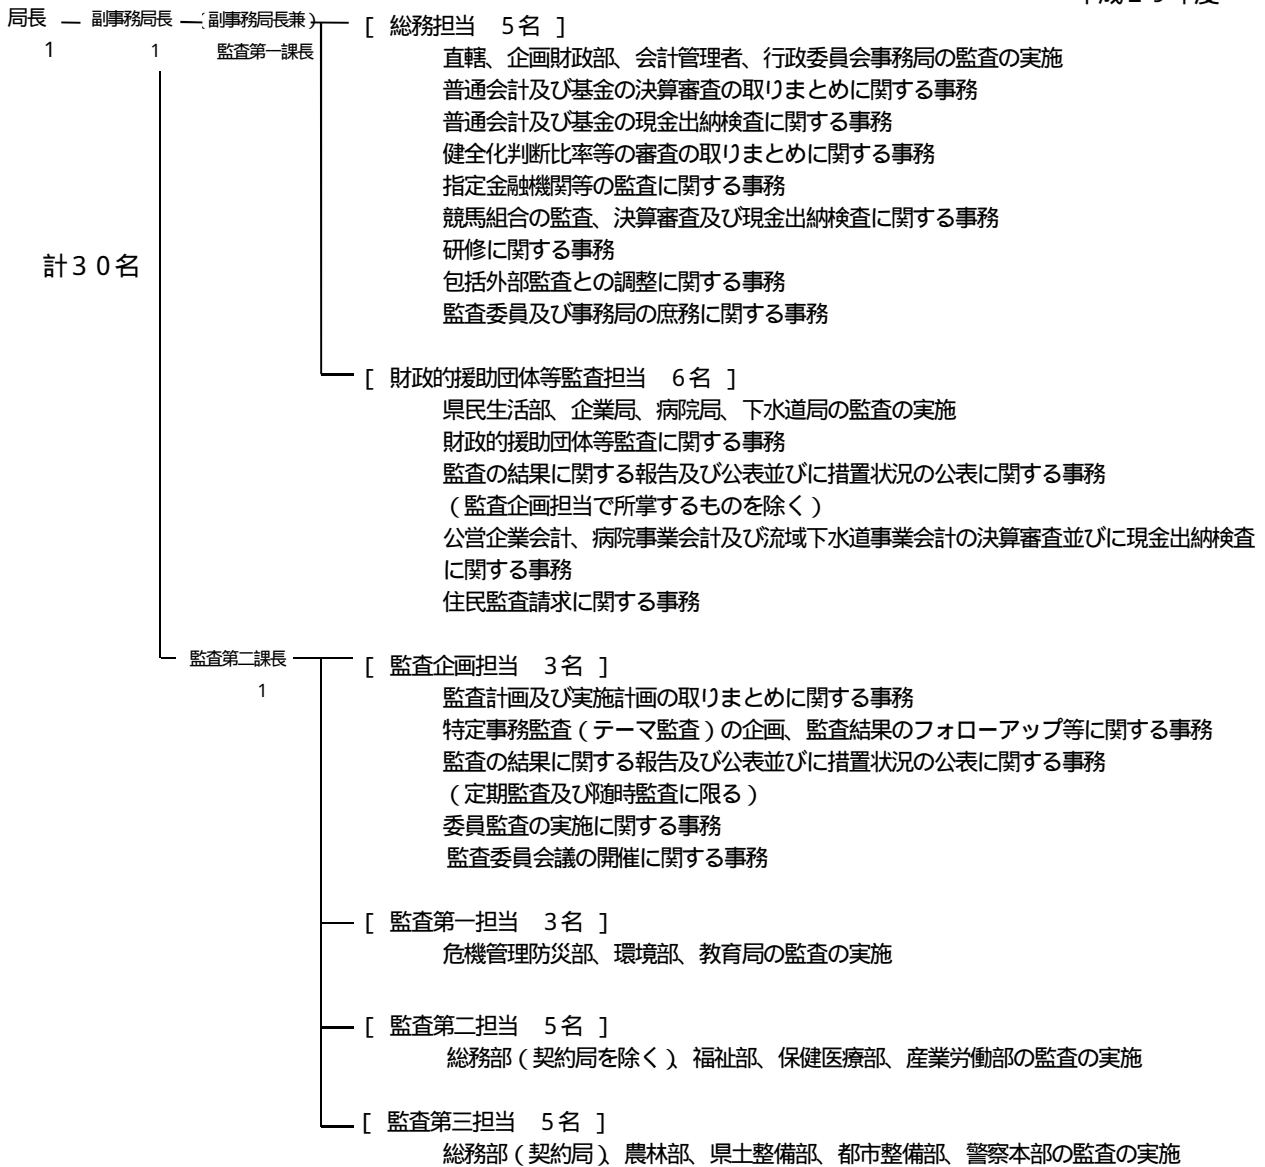 局長 ― 副事務局長 ―（副事務局長兼） [ 総務担当　5名 ]
1　1　監査第一課長
直轄、企画財政部、会計管理者、行政委員会事務局の監査の実施
普通会計及び基金の決算審査の取りまとめに関する事務
普通会計及び基金の現金出納検査に関する事務
健全化判断比率等の審査の取りまとめに関する事務
指定金融機関等の監査に関する事務
競馬組合の監査、決算審査及び現金出納検査に関する事務
研修に関する事務
計３０名
包括外部監査との調整に関する事務
監査委員及び事務局の庶務に関する事務
[ 財政的援助団体等監査担当　6名 ]
県民生活部、企業局、病院局、下水道局の監査の実施
財政的援助団体等監査に関する事務
監査の結果に関する報告及び公表並びに措置状況の公表に関する事務
（監査企画担当で所掌するものを除く）
公営企業会計、病院事業会計及び流域下水道事業会計の決算審査並びに現金出納検査
に関する事務
住民監査請求に関する事務
監査第二課長 [ 監査企画担当　3名 ]
1
監査計画及び実施計画の取りまとめに関する事務
特定事務監査（テーマ監査）の企画、監査結果のフォローアップ等に関する事務
監査の結果に関する報告及び公表並びに措置状況の公表に関する事務
（定期監査及び随時監査に限る）
委員監査の実施に関する事務
監査委員会議の開催に関する事務
[ 監査第一担当　3名 ]
危機管理防災部、環境部、教育局の監査の実施
[ 監査第二担当　5名 ]
総務部（契約局を除く）、福祉部、保健医療部、産業労働部の監査の実施
[ 監査第三担当　5名 ]
総務部（契約局）、農林部、県土整備部、都市整備部、警察本部の監査の実施